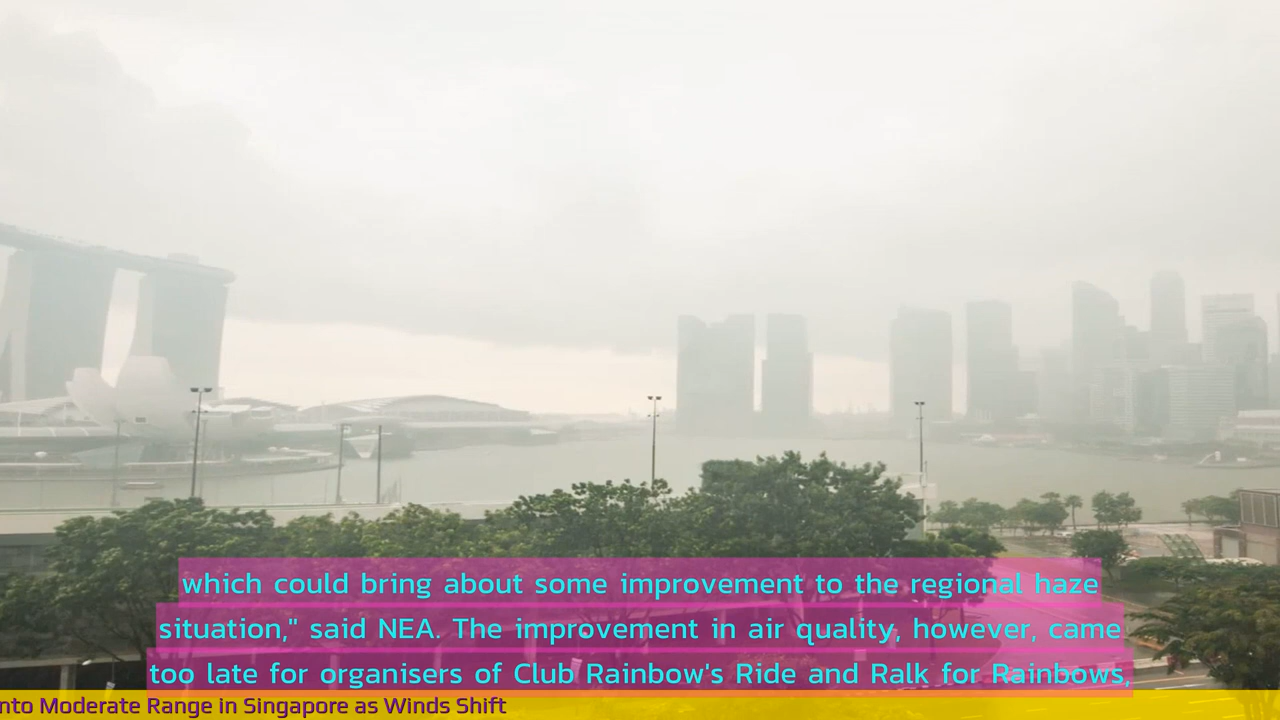 which could bring about some improvement to the regional haze
situation," said NEA. The improvement in air quality, however, came
too late for organisers of Club Rainbow's Ride and Ralk for Rainbows,
nto Moderate Range in Singapore as Winds Shift